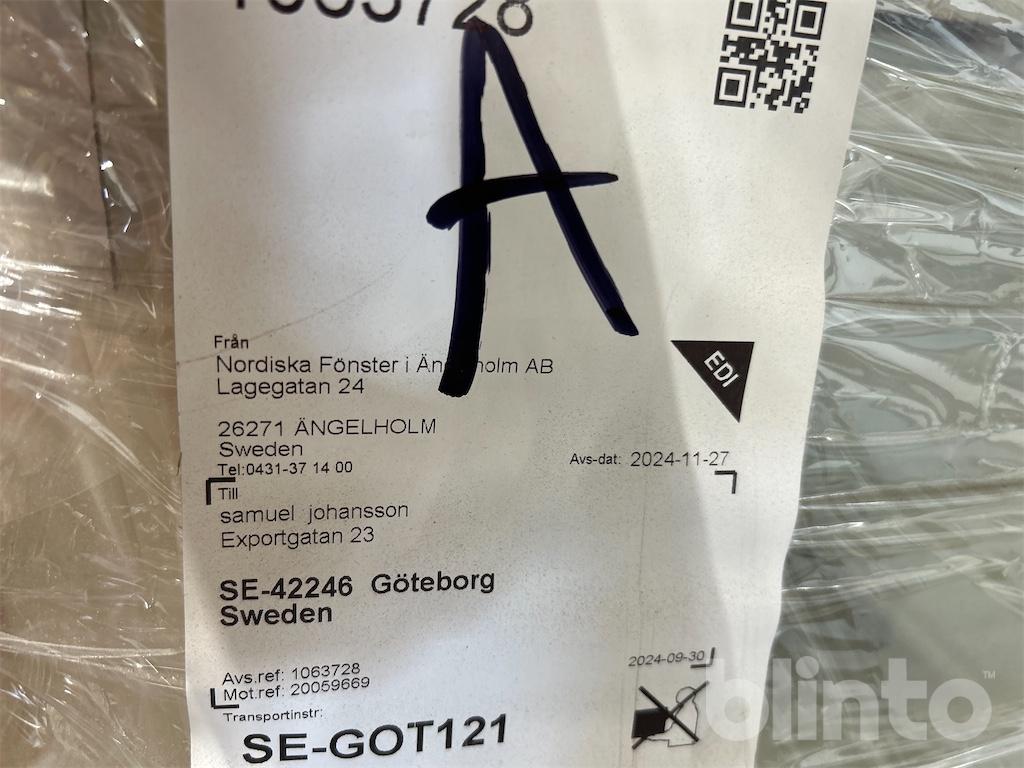 1063728
A
Från
Nordiska Fönster i Ängelholm AB
Lagegatan 24
EDI
26271 ÄNGELHOLM
Sweden
Tel:0431-37 14 00
Avs-dat: 2024-11-27
Till
samuel johansson
Exportgatan 23
SE-42246 Göteborg
Sweden
Avs.ref: 1063728
Mot.ref: 20059669
2024-09-30
Transportinstr:
SE-GOT121
blinto™